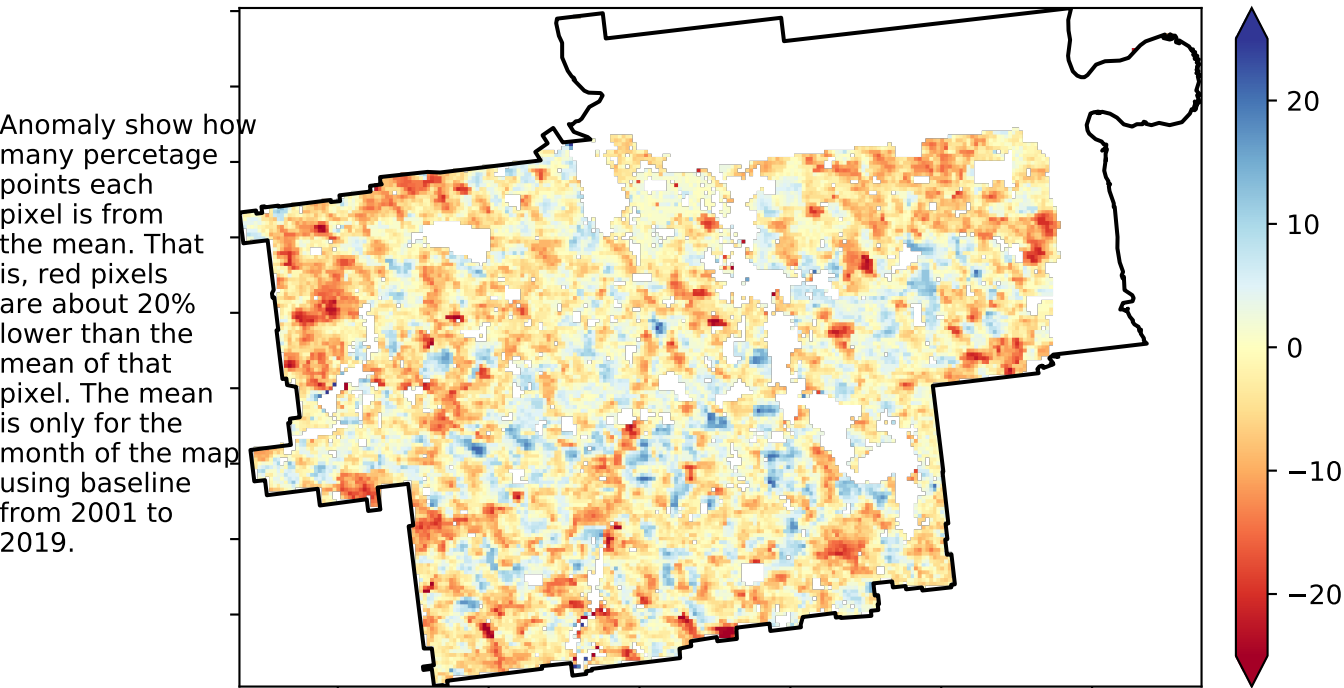 Anomaly show how
many percetage
points each
pixel is from
the mean. That
is, red pixels
are about 20%
lower than the
mean of that
pixel. The mean
is only for the
month of the map
using baseline
from 2001 to
2019.
20
10
0
−10
−20